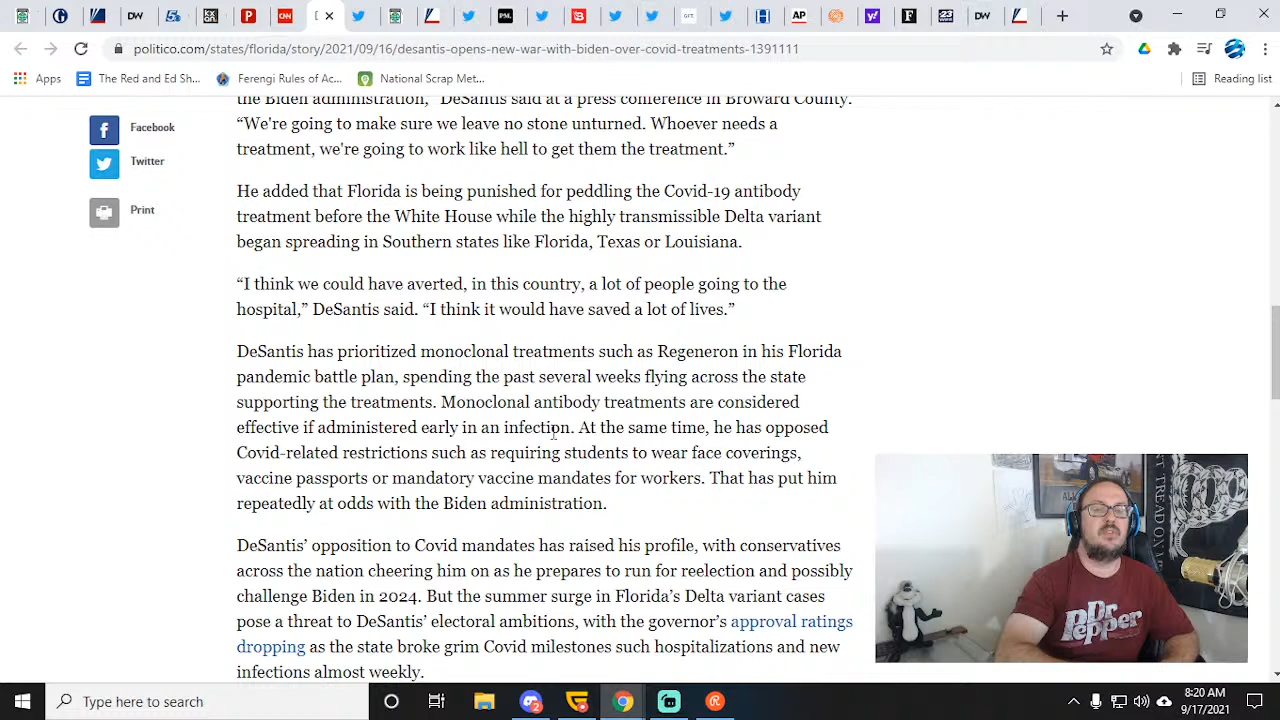 DW
5
CNN
PM.
GIT.
H
AP
y!
F
DW
politico.com/states/florida/story/2021/09/16/desantis-opens-new-war-with-biden-over-covid-treatments-1391111
Apps
The Red and Ed Sh...
Ferengi Rules of Ac...
National Scrap Met...
Reading list
the Biden administration," DeSantis said at a press conference in Broward County.
“We're going to make sure we leave no stone unturned. Whoever needs a
treatment, we're going to work like hell to get them the treatment.”
Facebook
Twitter
Print
He added that Florida is being punished for peddling the Covid-19 antibody
treatment before the White House while the highly transmissible Delta variant
began spreading in Southern states like Florida, Texas or Louisiana.
“I think we could have averted, in this country, a lot of people going to the
hospital,” DeSantis said. “I think it would have saved a lot of lives.”
DeSantis has prioritized monoclonal treatments such as Regeneron in his Florida
pandemic battle plan, spending the past several weeks flying across the state
supporting the treatments. Monoclonal antibody treatments are considered
effective if administered early in an infection. At the same time, he has opposed
Covid-related restrictions such as requiring students to wear face coverings,
vaccine passports or mandatory vaccine mandates for workers. That has put him
repeatedly at odds with the Biden administration.
DeSantis’ opposition to Covid mandates has raised his profile, with conservatives
across the nation cheering him on as he prepares to run for reelection and possibly
challenge Biden in 2024. But the summer surge in Florida’s Delta variant cases
pose a threat to DeSantis’ electoral ambitions, with the governor’s approval ratings
dropping as the state broke grim Covid milestones such hospitalizations and new
infections almost weekly.
Dr Pepper
Type here to search
8:20 AM
9/17/2021